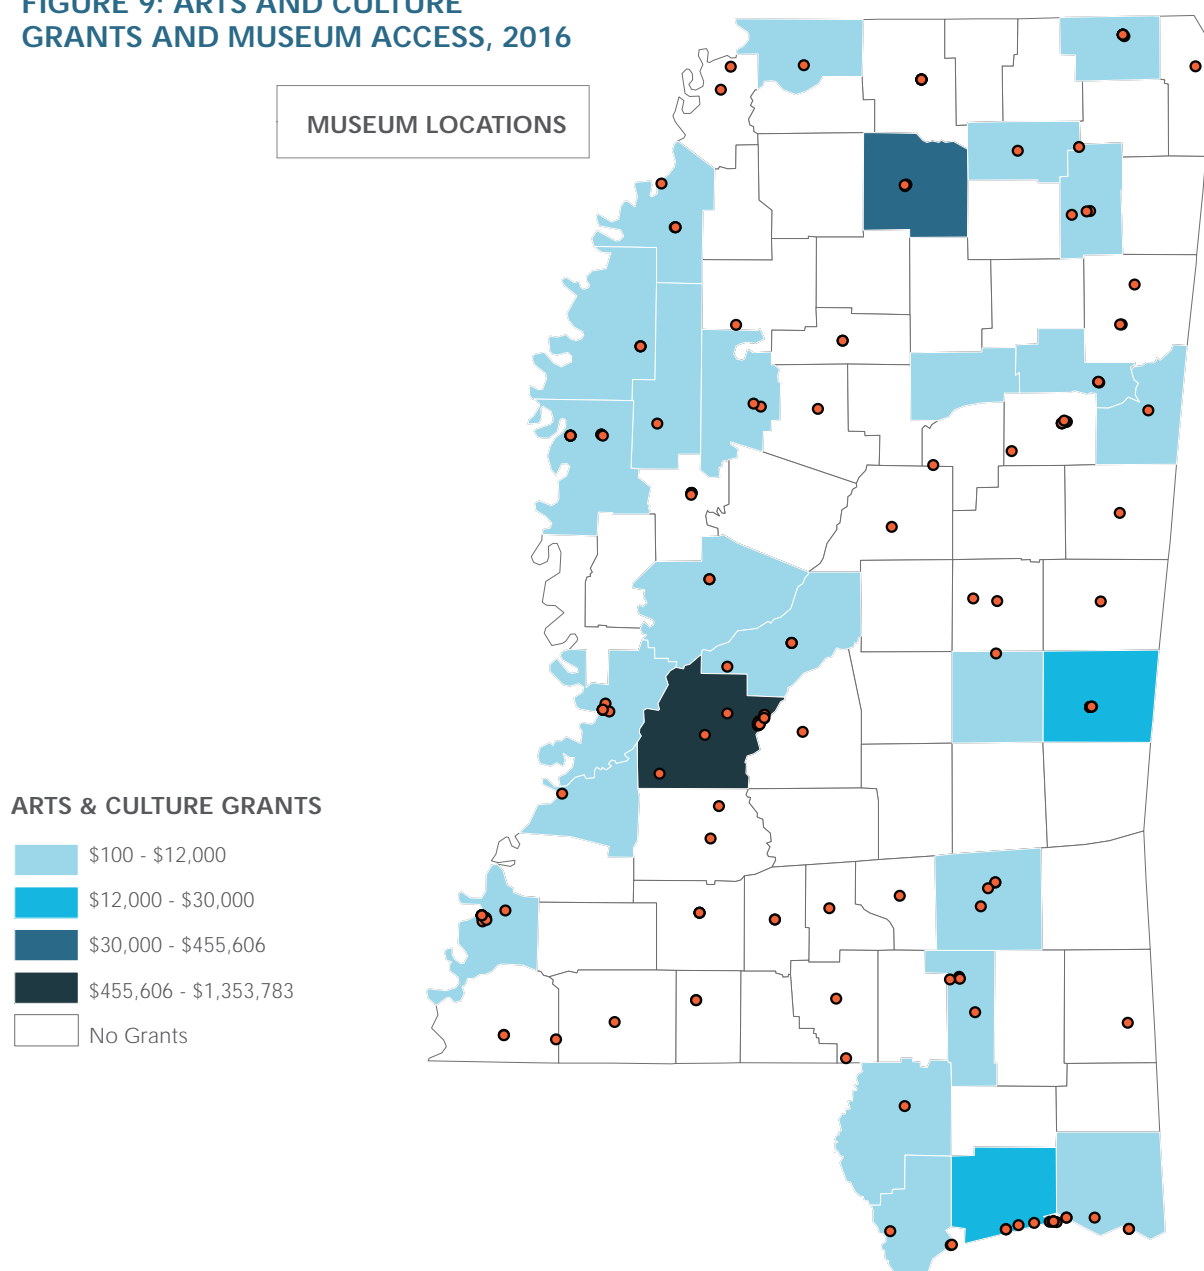 FIGURE 9: ARTS AND CULTURE
GRANTS AND MUSEUM ACCESS, 2016
MUSEUM LOCATIONS
ARTS & CULTURE GRANTS
$100 - $12,000
$12,000 - $30,000
$30,000 - $455,606
$455,606 - $1,353,783
No Grants